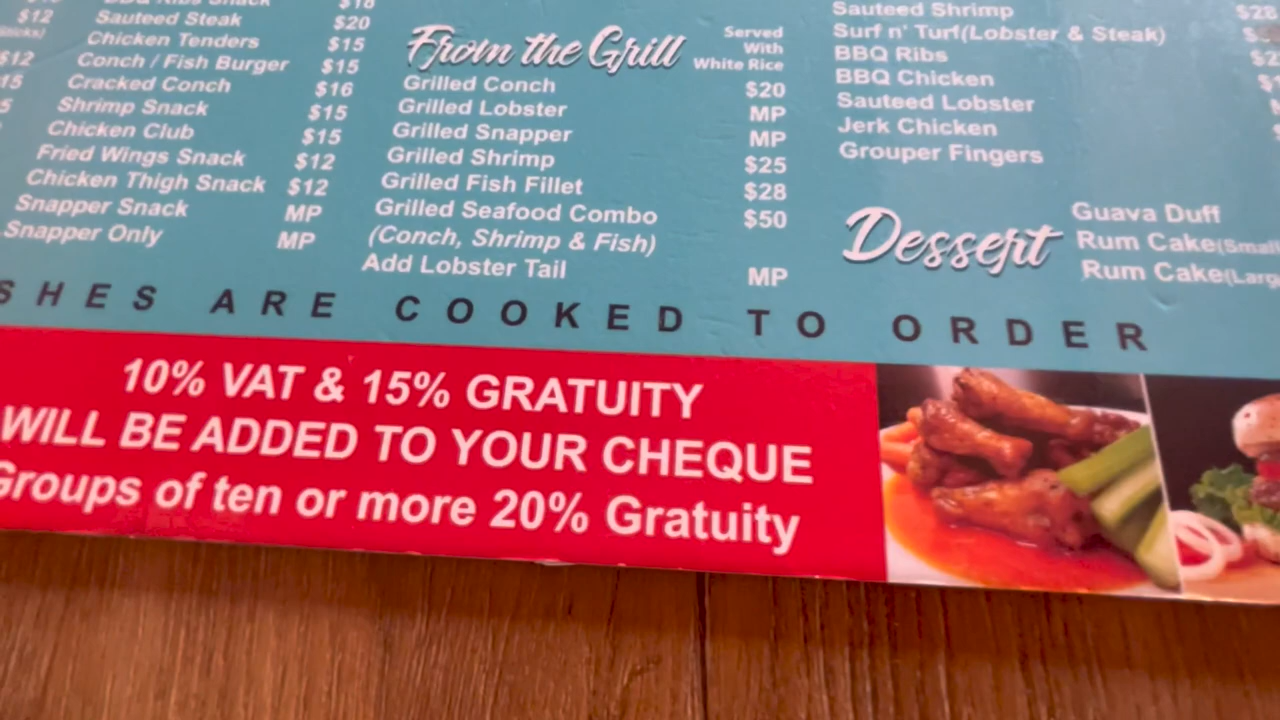 Snack $18
$12 Sauteed Steak $20
Chicken Tenders $15
$12 Conch / Fish Burger $15
Cracked Conch $16
Shrimp Snack $15
Chicken Club $15
Fried Wings Snack $12
Chicken Thigh Snack $12
Snapper Snack MP
Snapper Only MP
From the Grill
Served
With
White Rice
Grilled Conch $20
Grilled Lobster MP
Grilled Snapper MP
Grilled Shrimp $25
Grilled Fish Fillet $28
Grilled Seafood Combo $50
(Conch, Shrimp & Fish)
Add Lobster Tail MP
Sauteed Shrimp $28
Surf n' Turf(Lobster & Steak)
BBQ Ribs
BBQ Chicken
Sauteed Lobster
Jerk Chicken
Grouper Fingers
Dessert
Guava Duff
Rum Cake(Small
Rum Cake(Larg
SHES ARE COOKED TO ORDER
10% VAT & 15% GRATUITY
WILL BE ADDED TO YOUR CHEQUE
Groups of ten or more 20% Gratuity